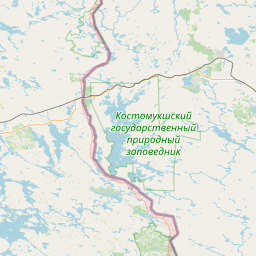 Костомукшский
государственный
природный
заповедник